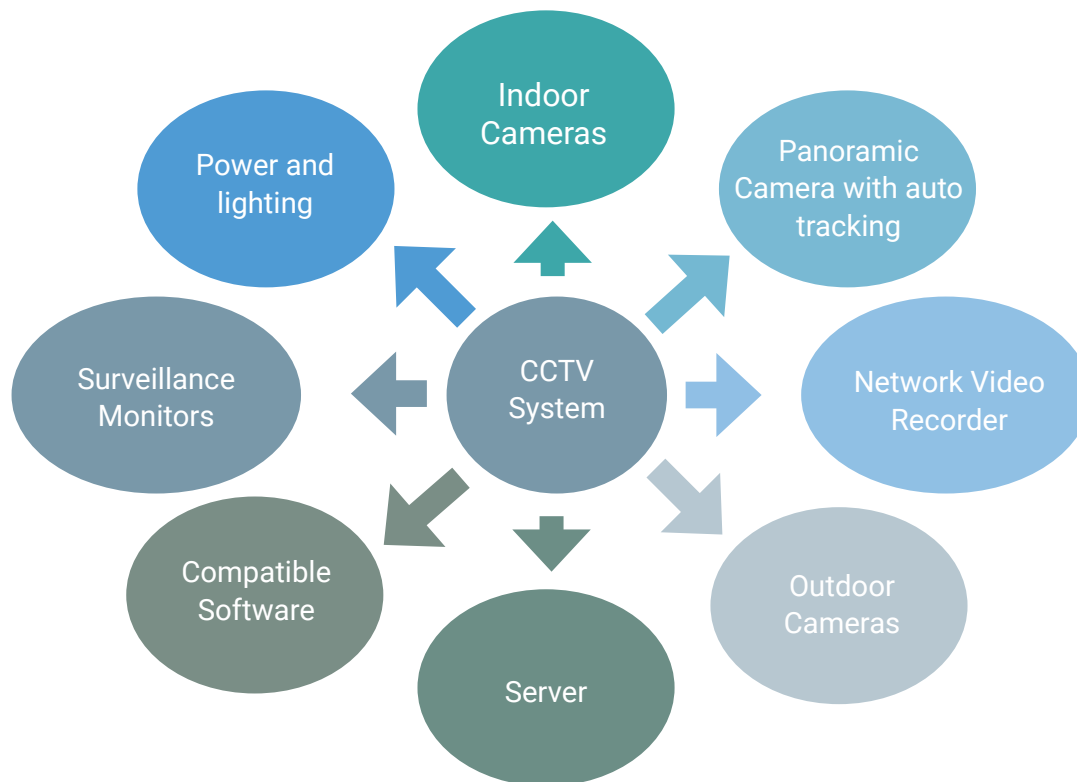 Indoor
Cameras
Panoramic
Camera with auto
tracking
Power and
lighting
CCTV
System
Surveillance
Monitors
Network Video
Recorder
Compatible
Software
Outdoor
Cameras
Server